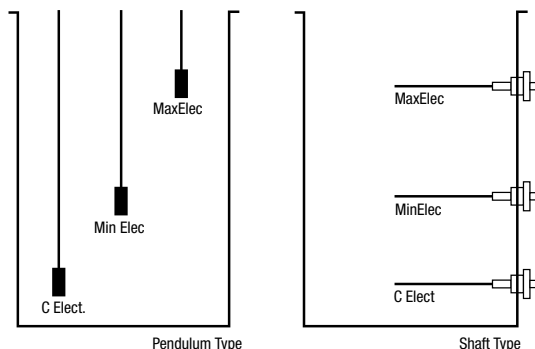 MaxElec
Min Elec
C Elect.
Pendulum Type
MaxElec
MinElec
C Elect
Shaft Type